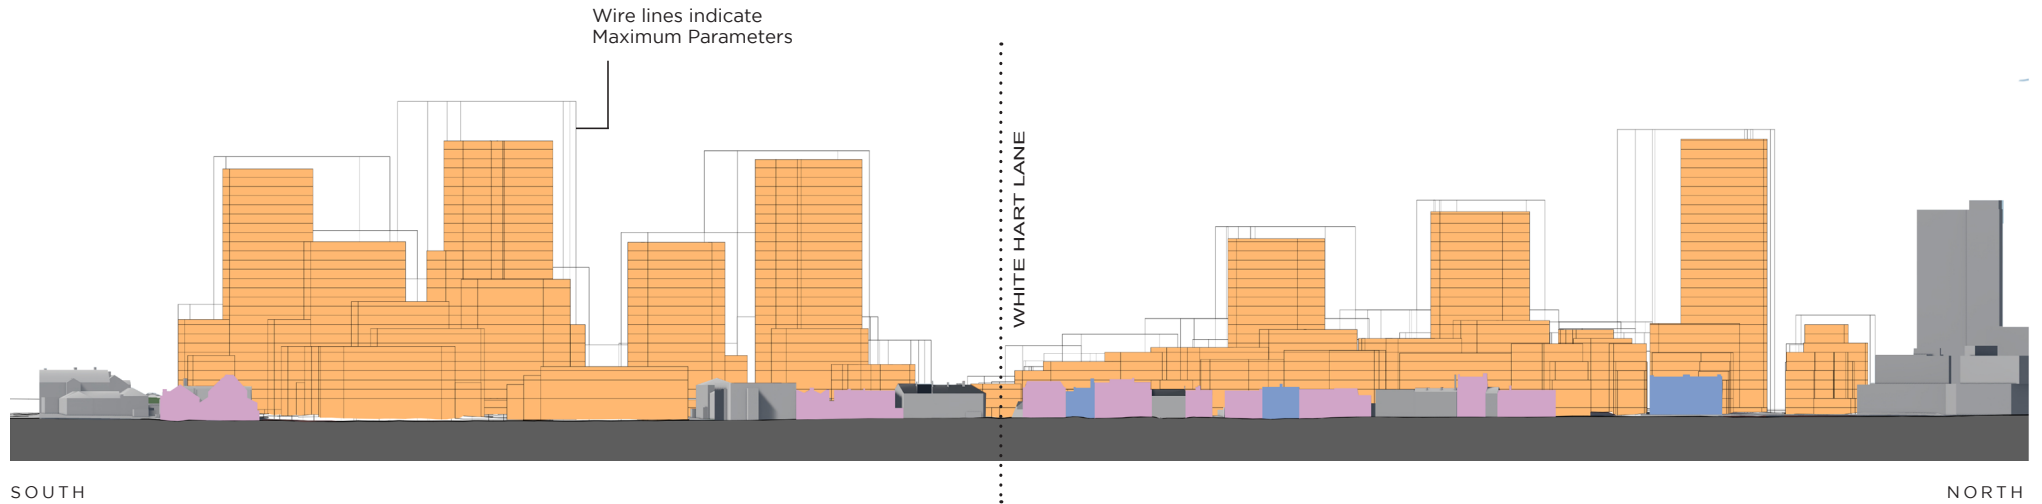 Wire lines indicate
Maximum Parameters
WHITE HART LANE
SOUTH
NORTH